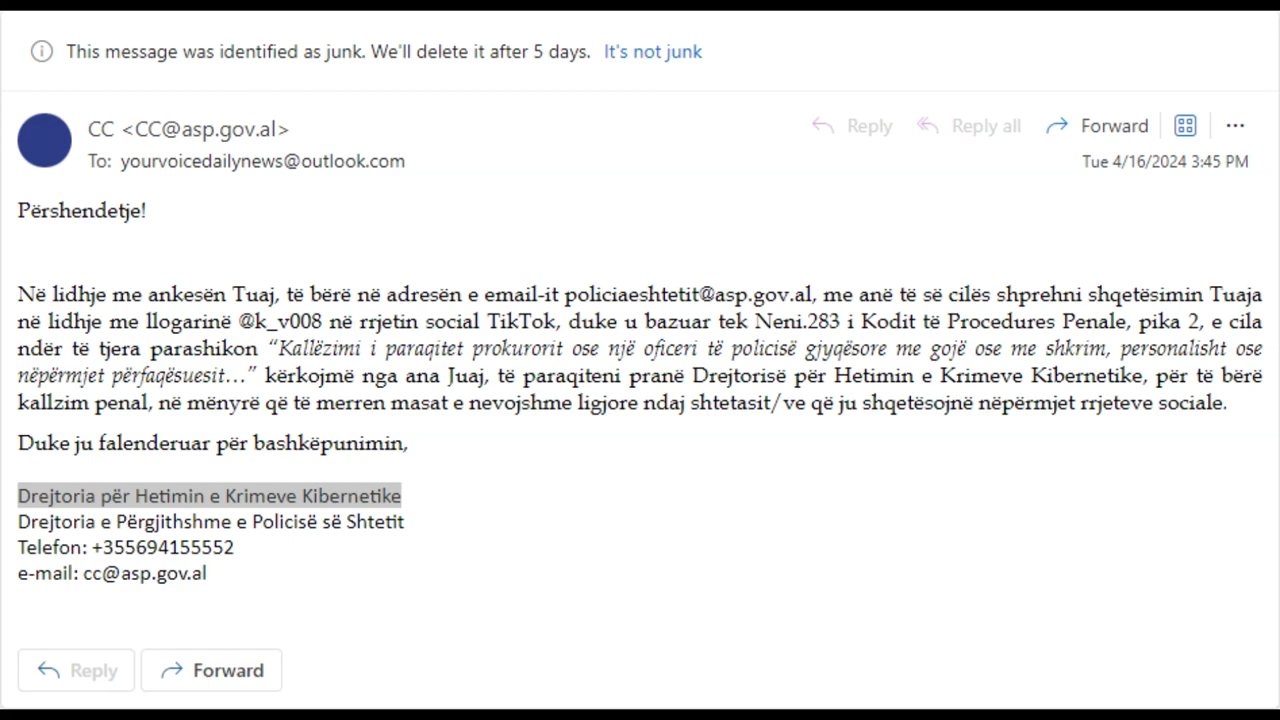 This message was identified as junk. We'll delete it after 5 days. It's not junk
CC <CC@asp.gov.al>
Reply Reply all Forward
To: yourvoicedailynews@outlook.com
Tue 4/16/2024 3:45 PM
Përshendetje!
Në lidhje me ankesën Tuaj, të bërë në adresën e email-it policiaeshtetit@asp.gov.al, me anë të së cilës shprehni shqetësimin Tuaja
në lidhje me llogarinë @k_v008 në rrjetin social TikTok, duke u bazuar tek Neni.283 i Kodit të Procedures Penale, pika 2, e cila
ndër të tjera parashikon “Kallëzimi i paraqitet prokurorit ose një oficeri të policisë gjyqësore me gojë ose me shkrim, personalisht ose
nëpërmjet përfaqësuesit…” kërkojmë nga ana Juaj, të paraqiteni pranë Drejtorisë për Hetimin e Krimeve Kibernetike, për të bërë
kallzim penal, në mënyrë që të merren masat e nevojshme ligjore ndaj shtetasit/ve që ju shqetësojnë nëpërmjet rrjeteve sociale.
Duke ju falenderuar për bashkëpunimin,
Drejtoria për Hetimin e Krimeve Kibernetike
Drejtoria e Përgjithshme e Policisë së Shtetit
Telefon: +355694155552
e-mail: cc@asp.gov.al
Reply Forward